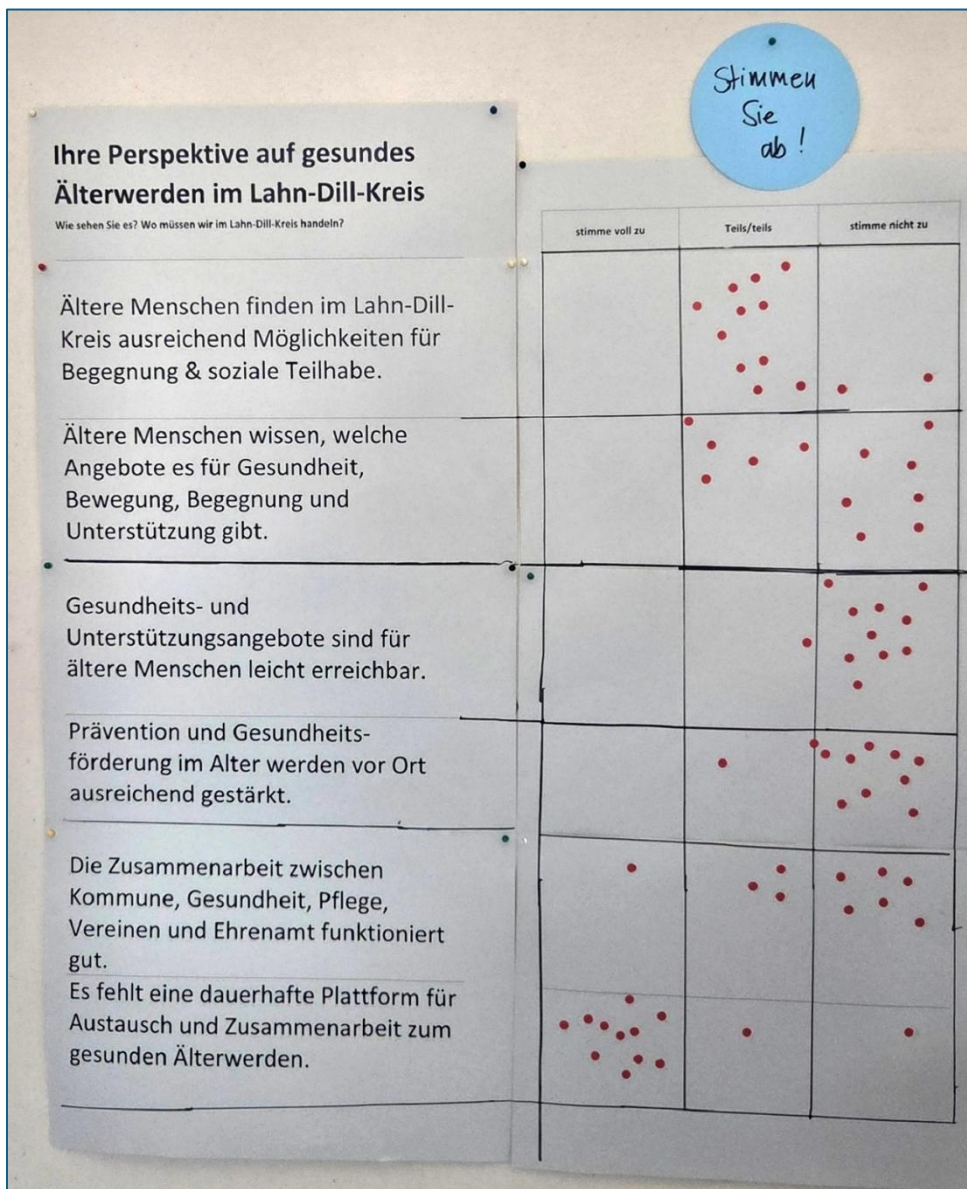 Stimmen
Sie
ab!
Ihre Perspektive auf gesundes
Älterwerden im Lahn-Dill-Kreis
Wie sehen Sie es? Wo müssen wir im Lahn-Dill-Kreis handeln?
stimme voll zu
Teils/teils
stimme nicht zu
Ältere Menschen finden im Lahn-Dill-
Kreis ausreichend Möglichkeiten für
Begegnung & soziale Teilhabe.
Ältere Menschen wissen, welche
Angebote es für Gesundheit,
Bewegung, Begegnung und
Unterstützung gibt.
Gesundheits- und
Unterstützungsangebote sind für
ältere Menschen leicht erreichbar.
Prävention und Gesundheits-
förderung im Alter werden vor Ort
ausreichend gestärkt.
Die Zusammenarbeit zwischen
Kommune, Gesundheit, Pflege,
Vereinen und Ehrenamt funktioniert
gut.
Es fehlt eine dauerhafte Plattform für
Austausch und Zusammenarbeit zum
gesunden Älterwerden.